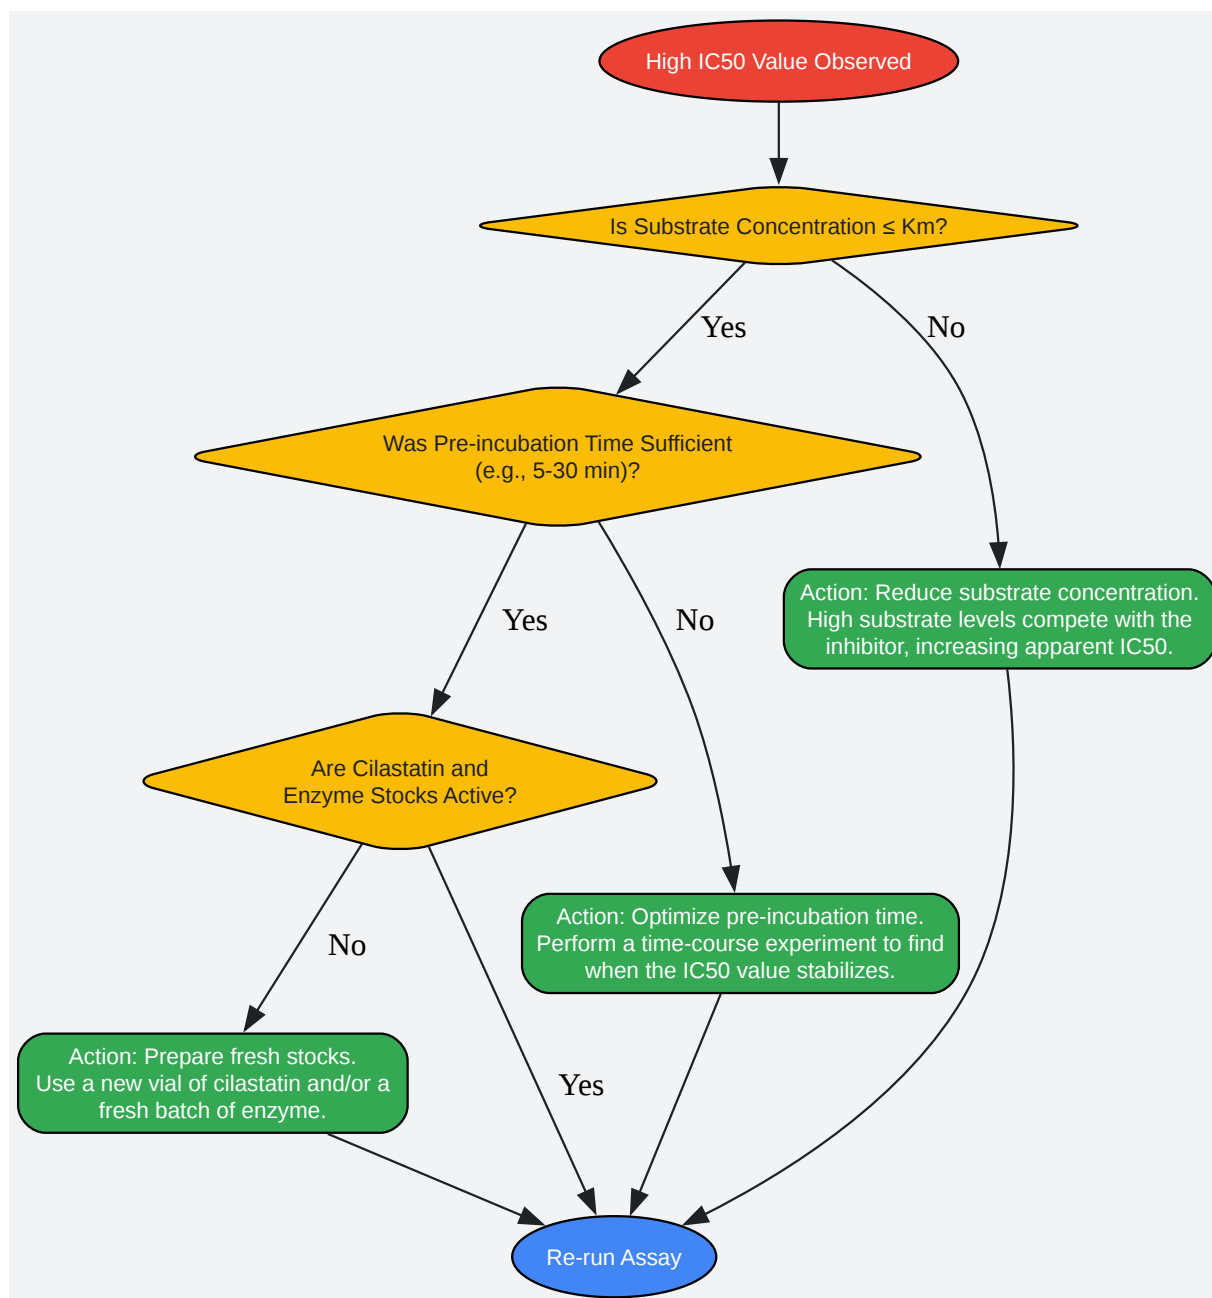 High IC50 Value Observed
Is Substrate Concentration ≤ Km?
Yes
No
Was Pre-incubation Time Sufficient
(e.g., 5-30 min)?
Action: Reduce substrate concentration.
High substrate levels compete with the
inhibitor, increasing apparent IC50.
Yes
No
Are Cilastatin and
Enzyme Stocks Active?
Action: Optimize pre-incubation time.
Perform a time-course experiment to find
when the IC50 value stabilizes.
No
Yes
Action: Prepare fresh stocks.
Use a new vial of cilastatin and/or a
fresh batch of enzyme.
Re-run Assay